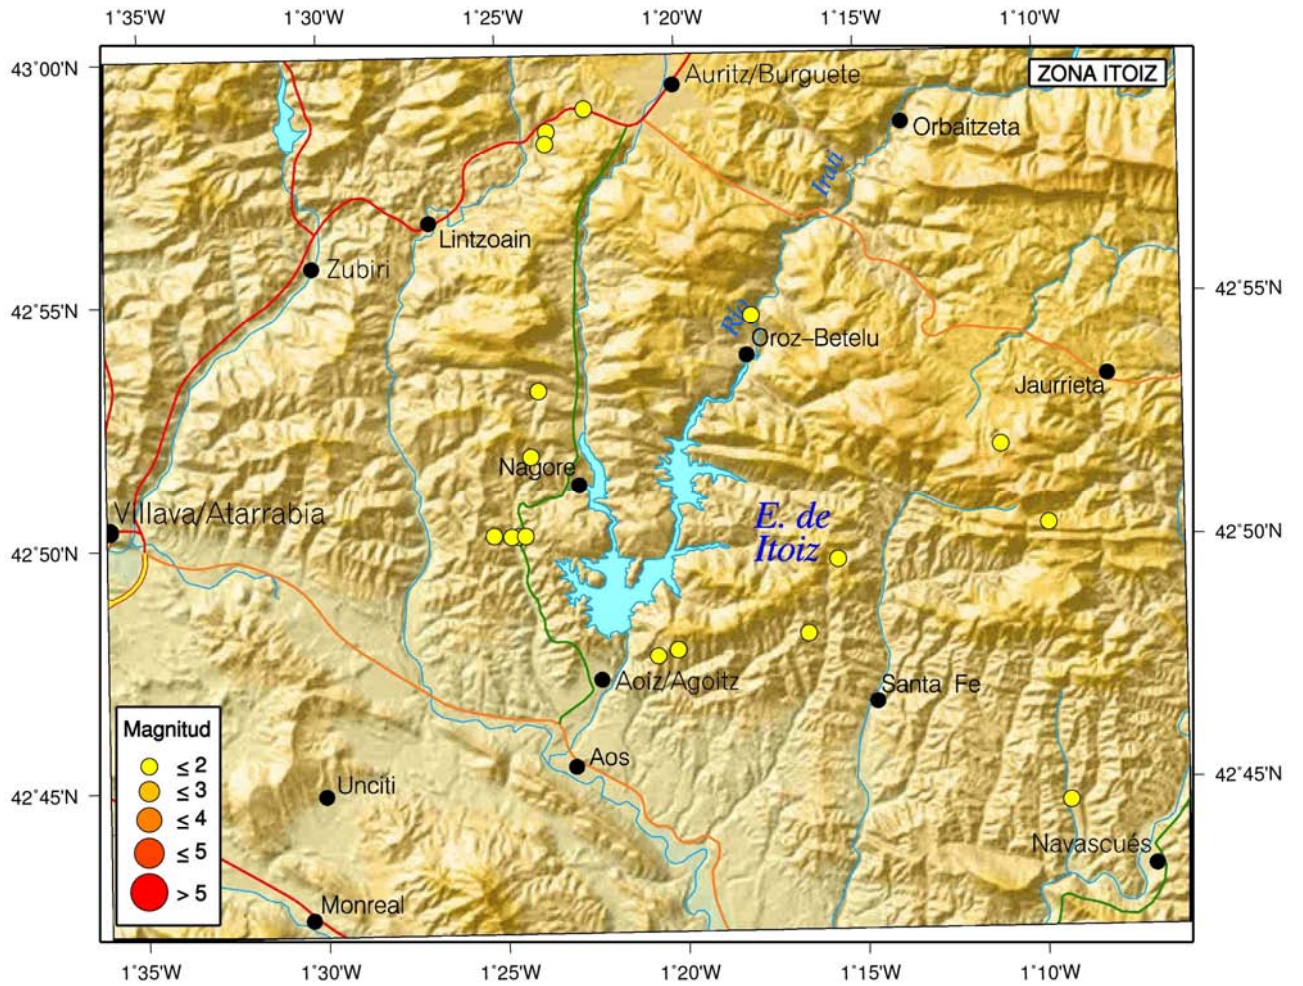 1°35'W 1°30'W 1°25'W 1°20'W 1°15'W 1°10'W
43°00'N
ZONA ITOIZ
Auritz/Burguete
Orbaitzeta
Irati
Lintzoain
Zubiri
42°55'N
42°55'N
Río
Oroz-Betelu
Jaurrieta
Nagore
Villava/Atarrabia
E. de
Itoiz
42°50'N
42°50'N
Aoiz/Agoitz
Santa Fe
Magnitud
≤ 2
≤ 3
≤ 4
≤ 5
> 5
Aos
Unciti
42°45'N
42°45'N
Navascués
Monreal
1°35'W 1°30'W 1°25'W 1°20'W 1°15'W 1°10'W